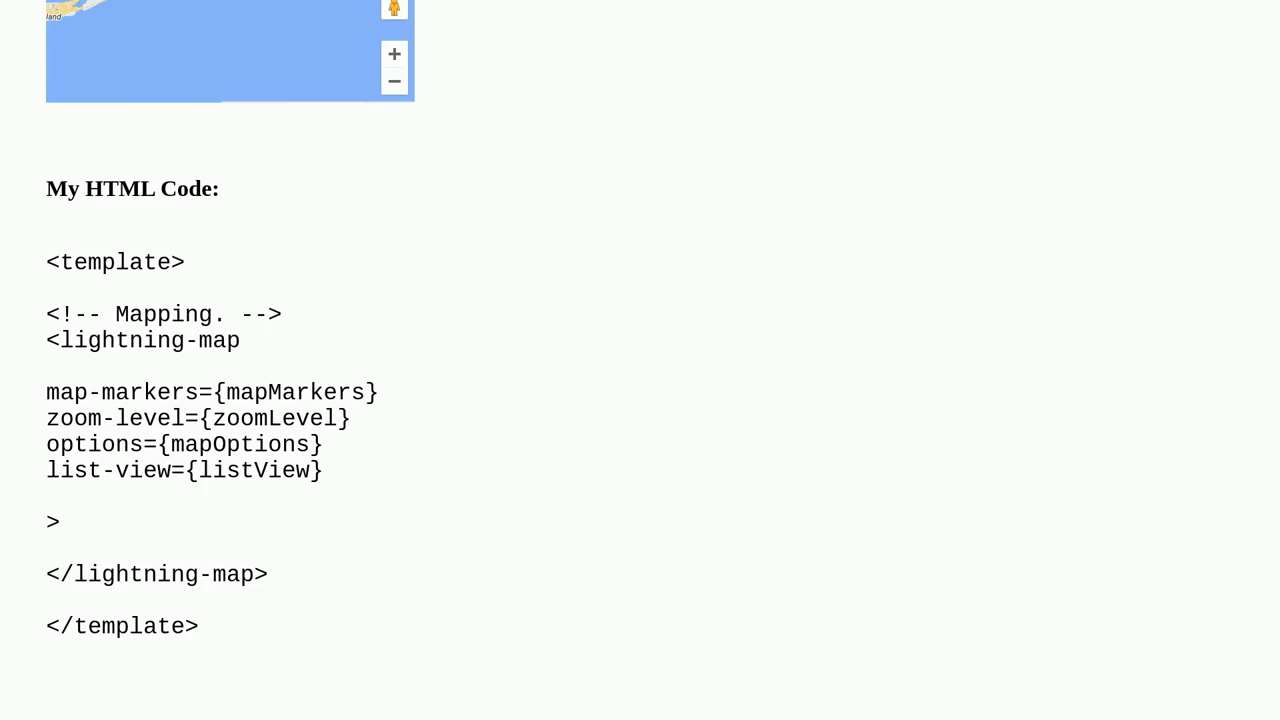 land
+
−
My HTML Code:
<template>
<!-- Mapping. -->
<lightning-map
map-markers={mapMarkers}
zoom-level={zoomLevel}
options={mapOptions}
list-view={listView}
>
</lightning-map>
</template>